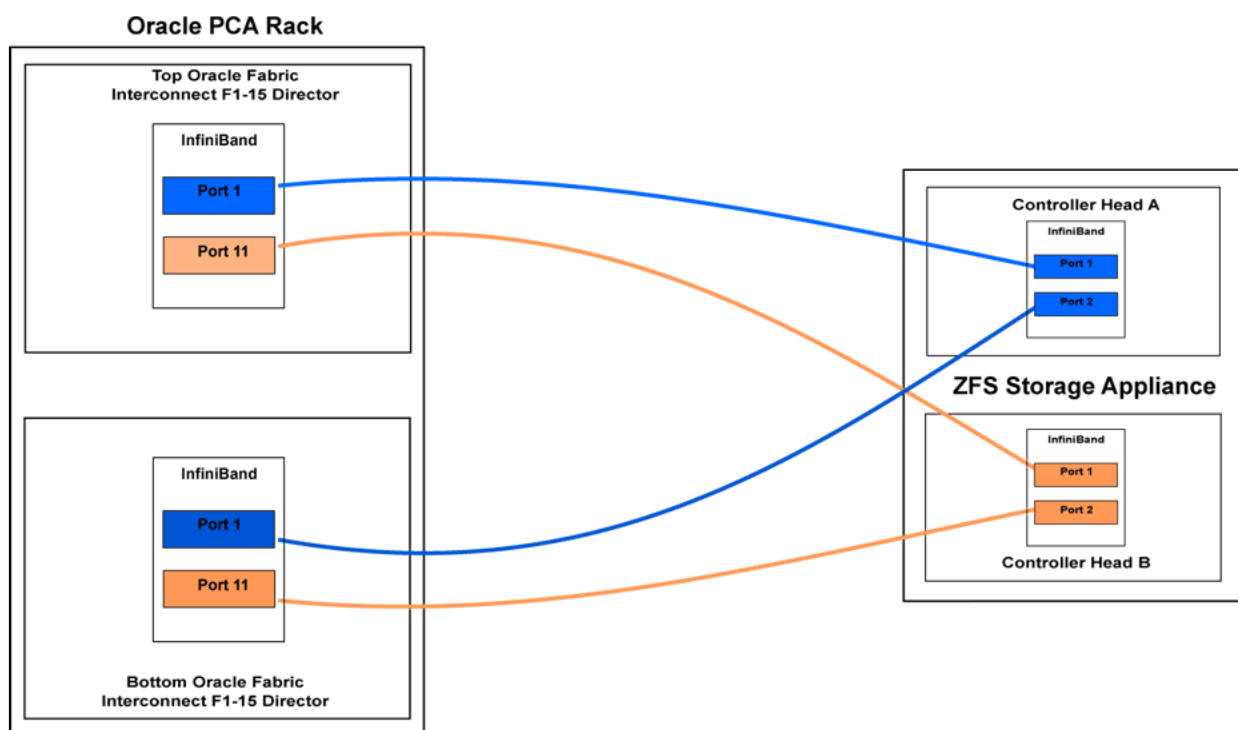 Oracle PCA Rack
Top Oracle Fabric
Interconnect F1-15 Director
InfiniBand
Port 1
Port 11
InfiniBand
Port 1
Port 11
Bottom Oracle Fabric
Interconnect F1-15 Director
Controller Head A
InfiniBand
Port 1
Port 2
ZFS Storage Appliance
InfiniBand
Port 1
Port 2
Controller Head B